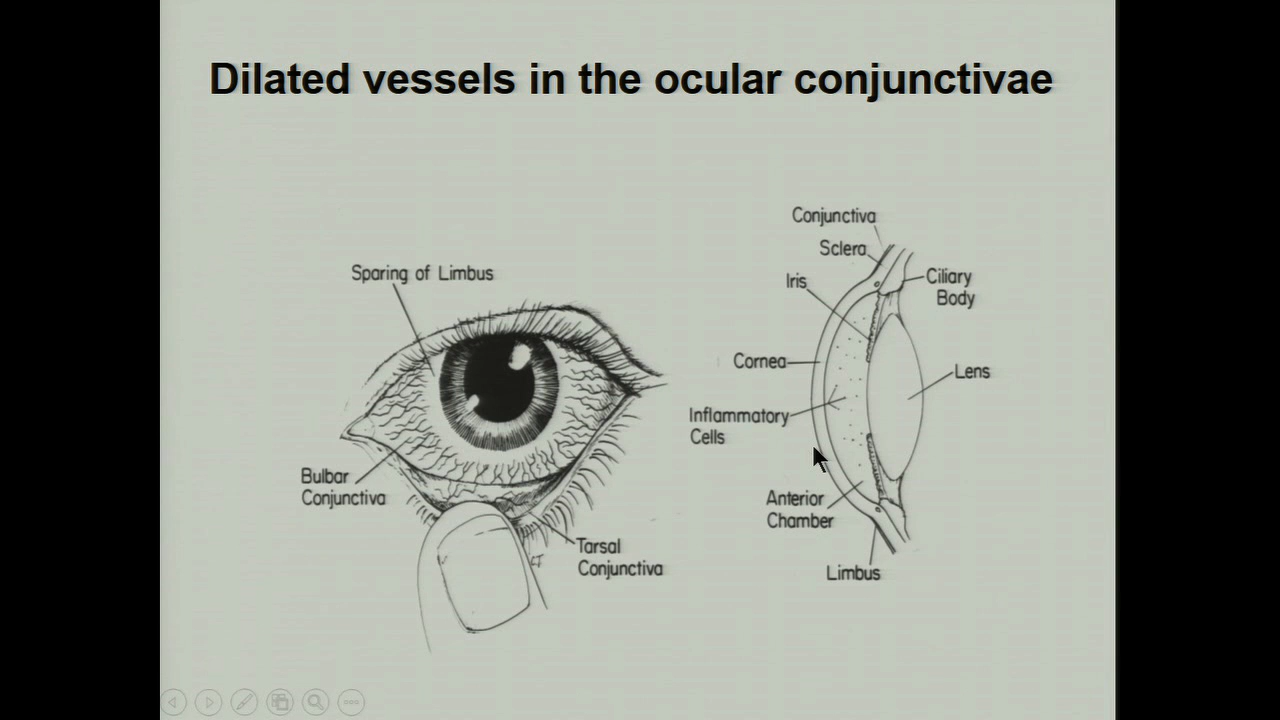 Dilated vessels in the ocular conjunctivae
Sparing of Limbus
Bulbar
Conjunctiva
Tarsal
Conjunctiva
Conjunctiva
Sclera
Iris
Ciliary
Body
Cornea
Lens
Inflammatory
Cells
Anterior
Chamber
Limbus